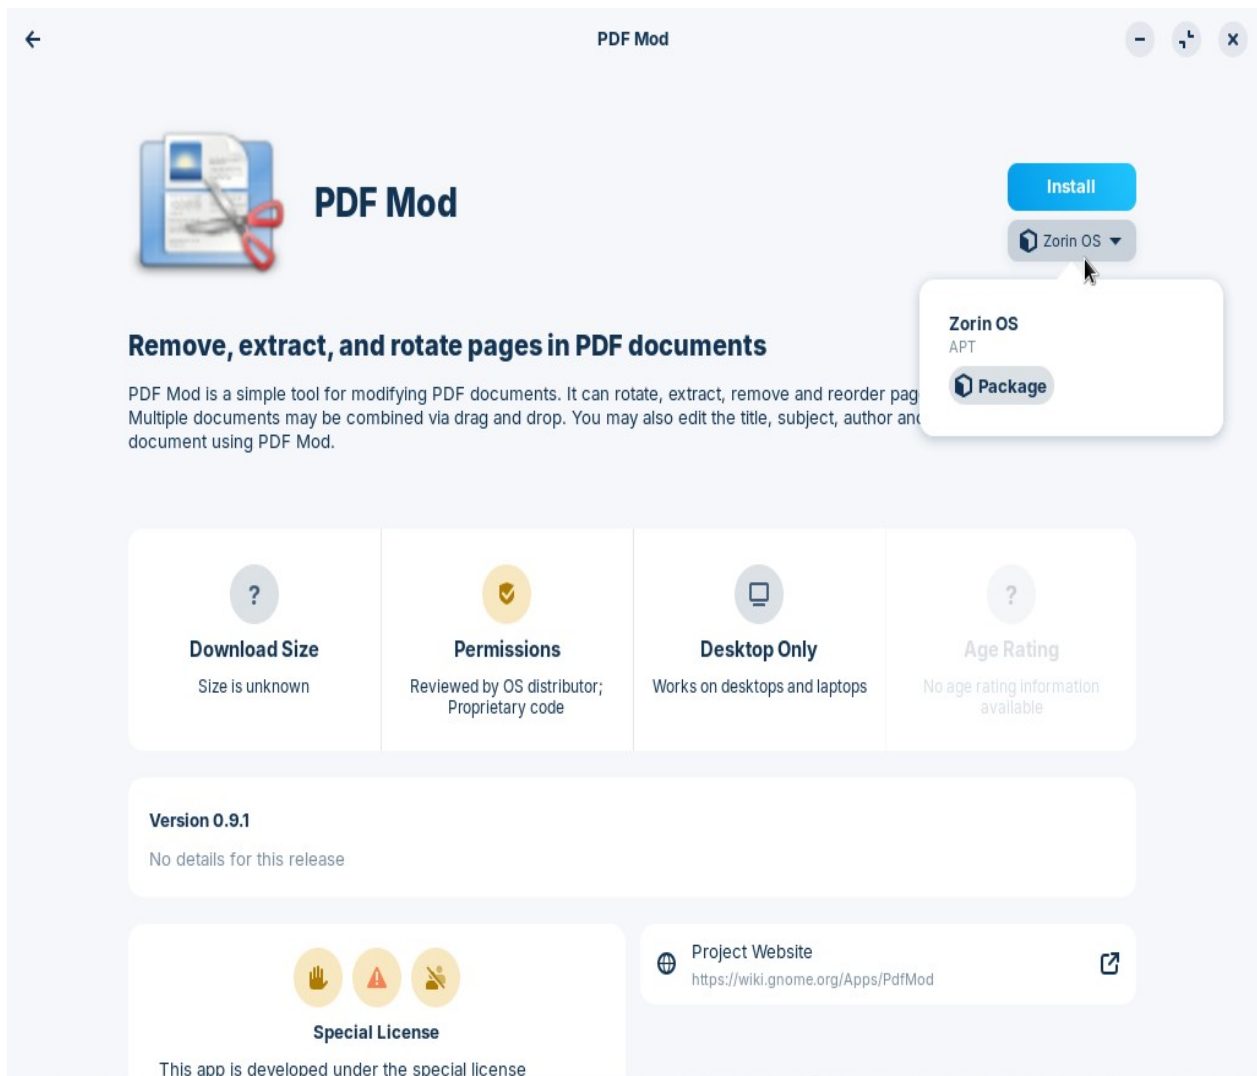 PDF Mod
PDF Mod
Install
Zorin OS
Zorin OS
APT
Package
Remove, extract, and rotate pages in PDF documents
PDF Mod is a simple tool for modifying PDF documents. It can rotate, extract, remove and reorder pag
Multiple documents may be combined via drag and drop. You may also edit the title, subject, author an
document using PDF Mod.
?
Download Size
Size is unknown
Permissions
Reviewed by OS distributor;
Proprietary code
Desktop Only
Works on desktops and laptops
?
Age Rating
No age rating information
available
Version 0.9.1
No details for this release
Special License
This app is developed under the special license
Project Website
https://wiki.gnome.org/Apps/PdfMod